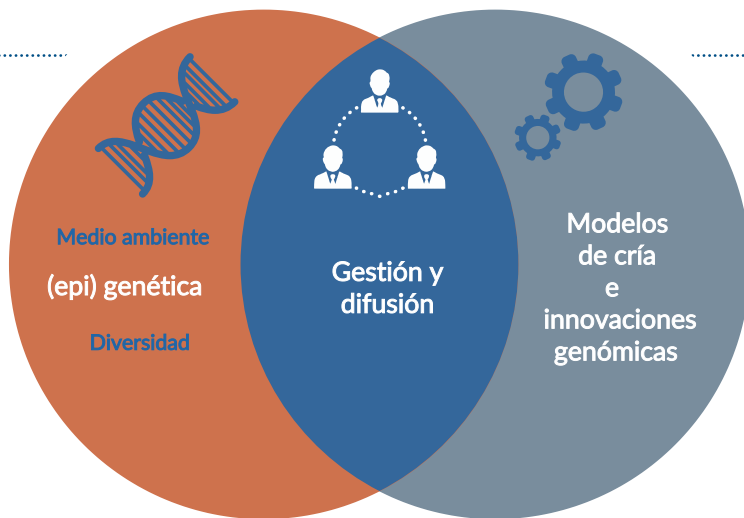 Medio ambiente
(epi) genética
Diversidad
Gestión y
difusión
Modelos
de cría
e
innovaciones
genómicas